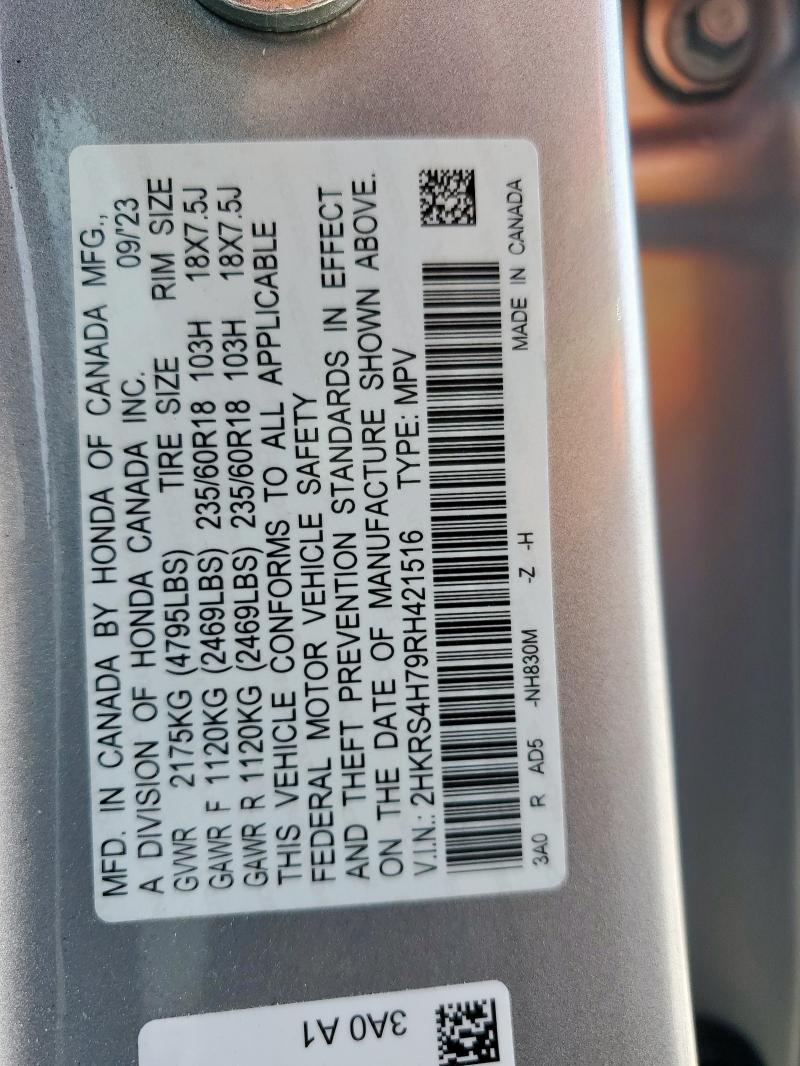 MFD. IN CANADA BY HONDA OF CANADA MFG.,
A DIVISION OF HONDA CANADA INC. 09/'23
GVWR 2175KG (4795LBS) TIRE SIZE RIM SIZE
GAWR F 1120KG (2469LBS) 235/60R18 103H 18X7.5J
GAWR R 1120KG (2469LBS) 235/60R18 103H 18X7.5J
THIS VEHICLE CONFORMS TO ALL APPLICABLE
FEDERAL MOTOR VEHICLE SAFETY
AND THEFT PREVENTION STANDARDS IN EFFECT
ON THE DATE OF MANUFACTURE SHOWN ABOVE.
V.I.N.: 2HKRS4H79RH421516 TYPE: MPV
3A0 R AD5 -NH830M -Z -H MADE IN CANADA
3A0 A1